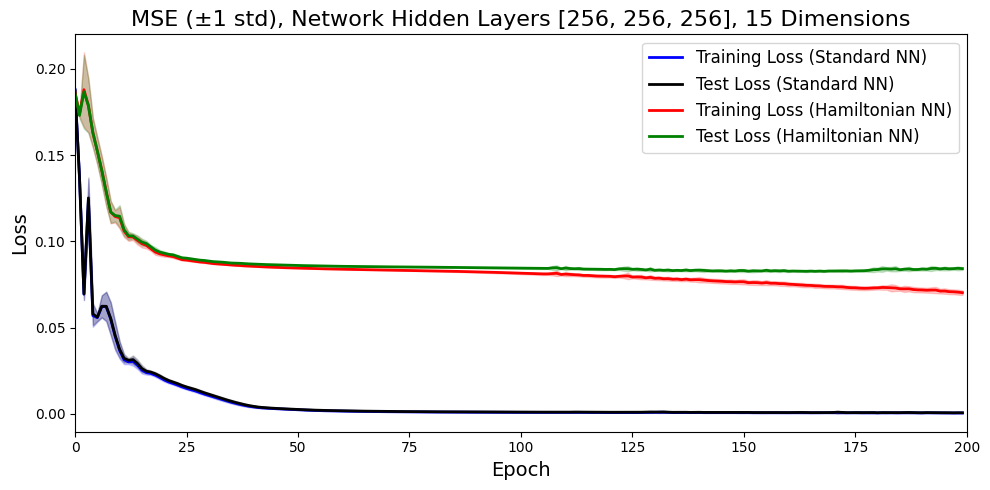 MSE (±1 std), Network Hidden Layers [256, 256, 256], 15 Dimensions
Loss
0.20
0.15
0.10
0.05
0.00
Training Loss (Standard NN)
Test Loss (Standard NN)
Training Loss (Hamiltonian NN)
Test Loss (Hamiltonian NN)
0 25 50 75 100 125 150 175 200
Epoch